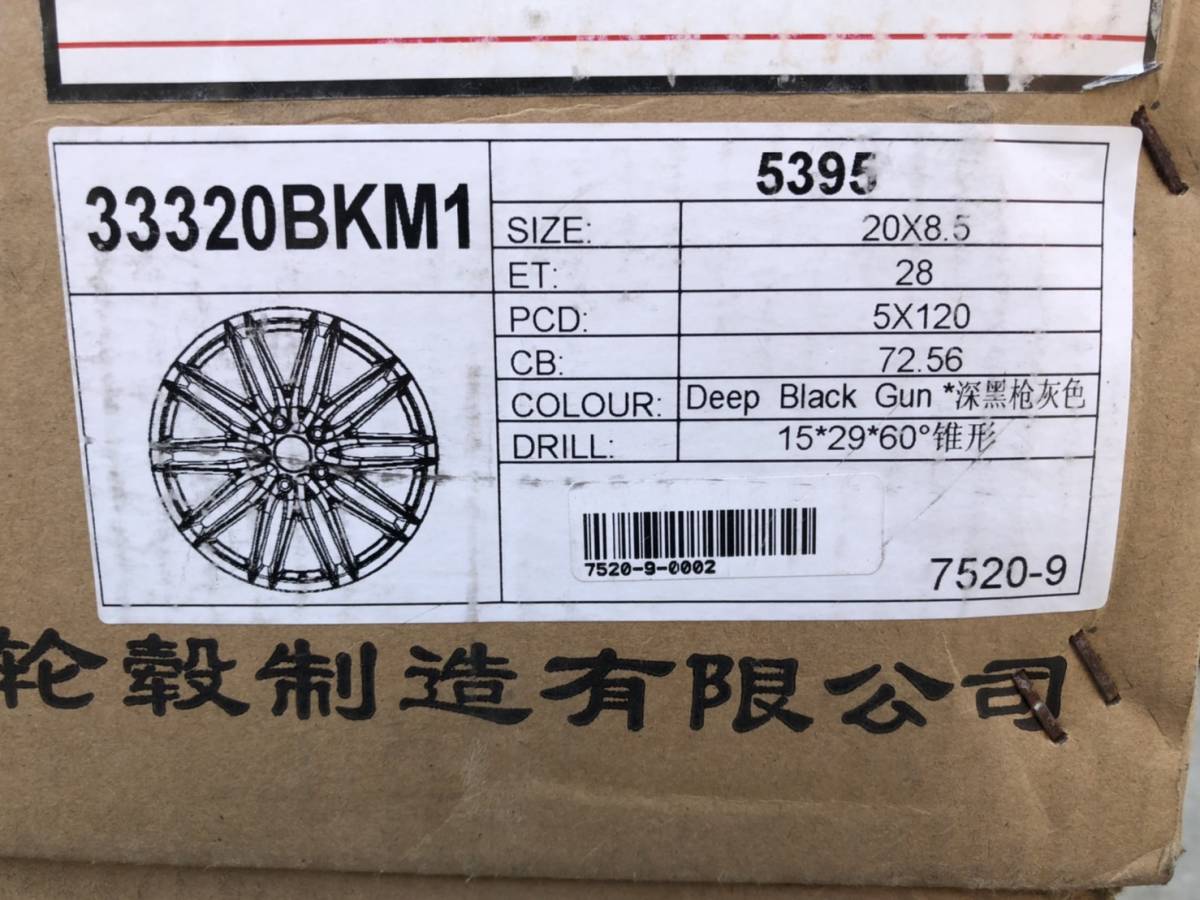 33320BKM1
5395
SIZE: 20X8.5
ET: 28
PCD: 5X120
CB: 72.56
COLOUR: Deep Black Gun *深黑枪灰色
DRILL: 15*29*60°锥形
7520-9-0002
7520-9
轮毂制造有限公司